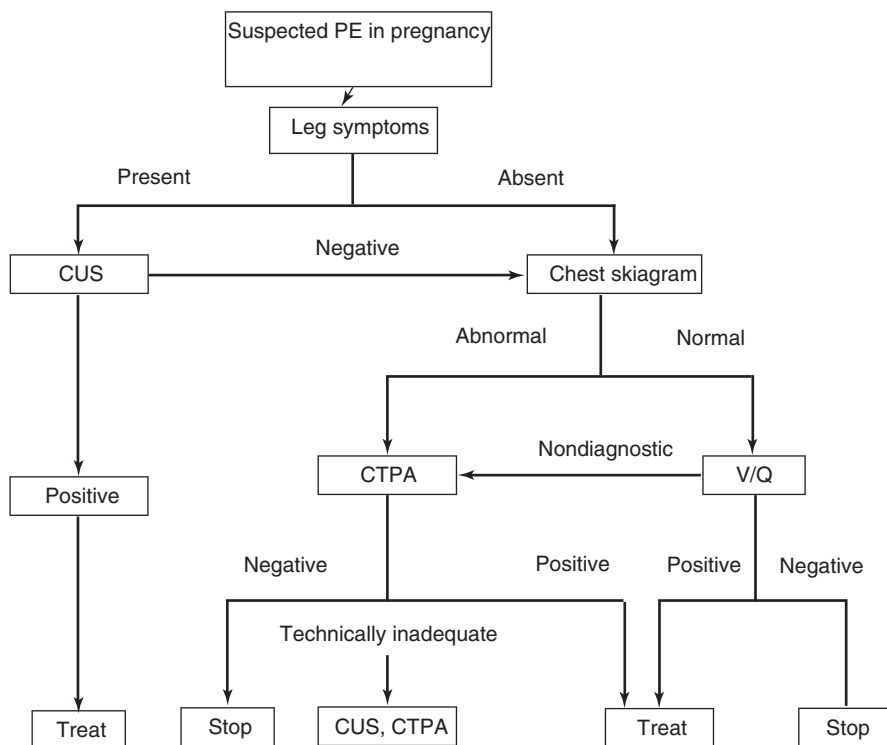 Suspected PE in pregnancy
Leg symptoms
Present
Absent
CUS
Negative
Chest skiagram
Abnormal
Normal
CTPA
Nondiagnostic
V/Q
Positive
Negative
Positive
Positive
Negative
Technically inadequate
Treat
Stop
CUS, CTPA
Treat
Stop